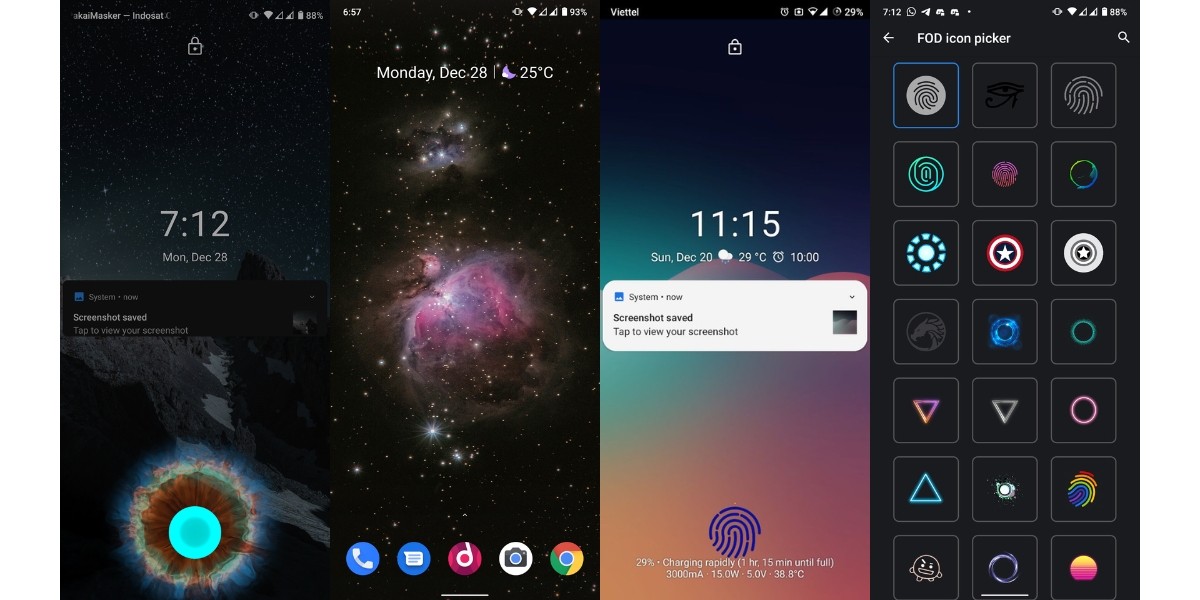 akaiMasker — Indosat
88%
7:12
Mon, Dec 28
System • now
Screenshot saved
Tap to view your screenshot
6:57
93%
Monday, Dec 28 | 25°C
Viettel
29%
11:15
Sun, Dec 20 29 °C 10:00
System • now
Screenshot saved
Tap to view your screenshot
29% • Charging rapidly (1 hr, 15 min until full)
3000mA · 15.0W · 5.0V · 38.8°C
7:12
88%
FOD icon picker